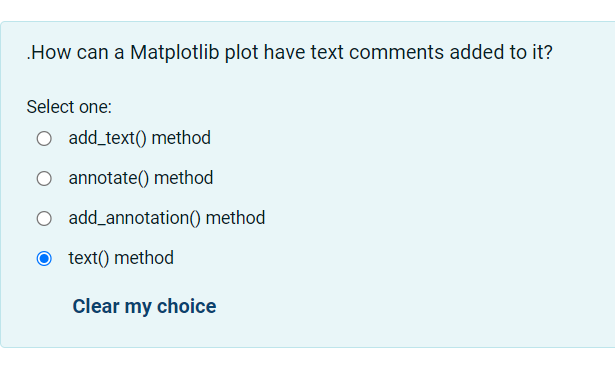 .How can a Matplotlib plot have text comments added to it?
Select one:
add_text() method
annotate() method
add_annotation() method
text() method
Clear my choice